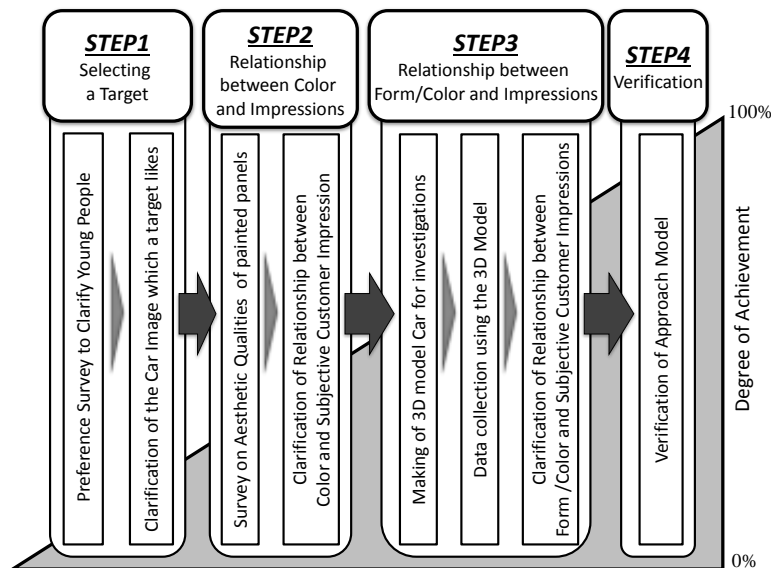 STEP1
Selecting
a Target
Preference Survey to Clarify Young People
Clarification of the Car Image which a target likes
STEP2
Relationship
between Color
and Impressions
Survey on Aesthetic Qualities of painted panels
Clarification of Relationship between
Color and Subjective Customer Impression
STEP3
Relationship between
Form/Color and Impressions
Making of 3D model Car for investigations
Data collection using the 3D Model
Clarification of Relationship between
Form /Color and Subjective Customer Impressions
STEP4
Verification
Verification of Approach Model
100%
Degree of Achievement
0%